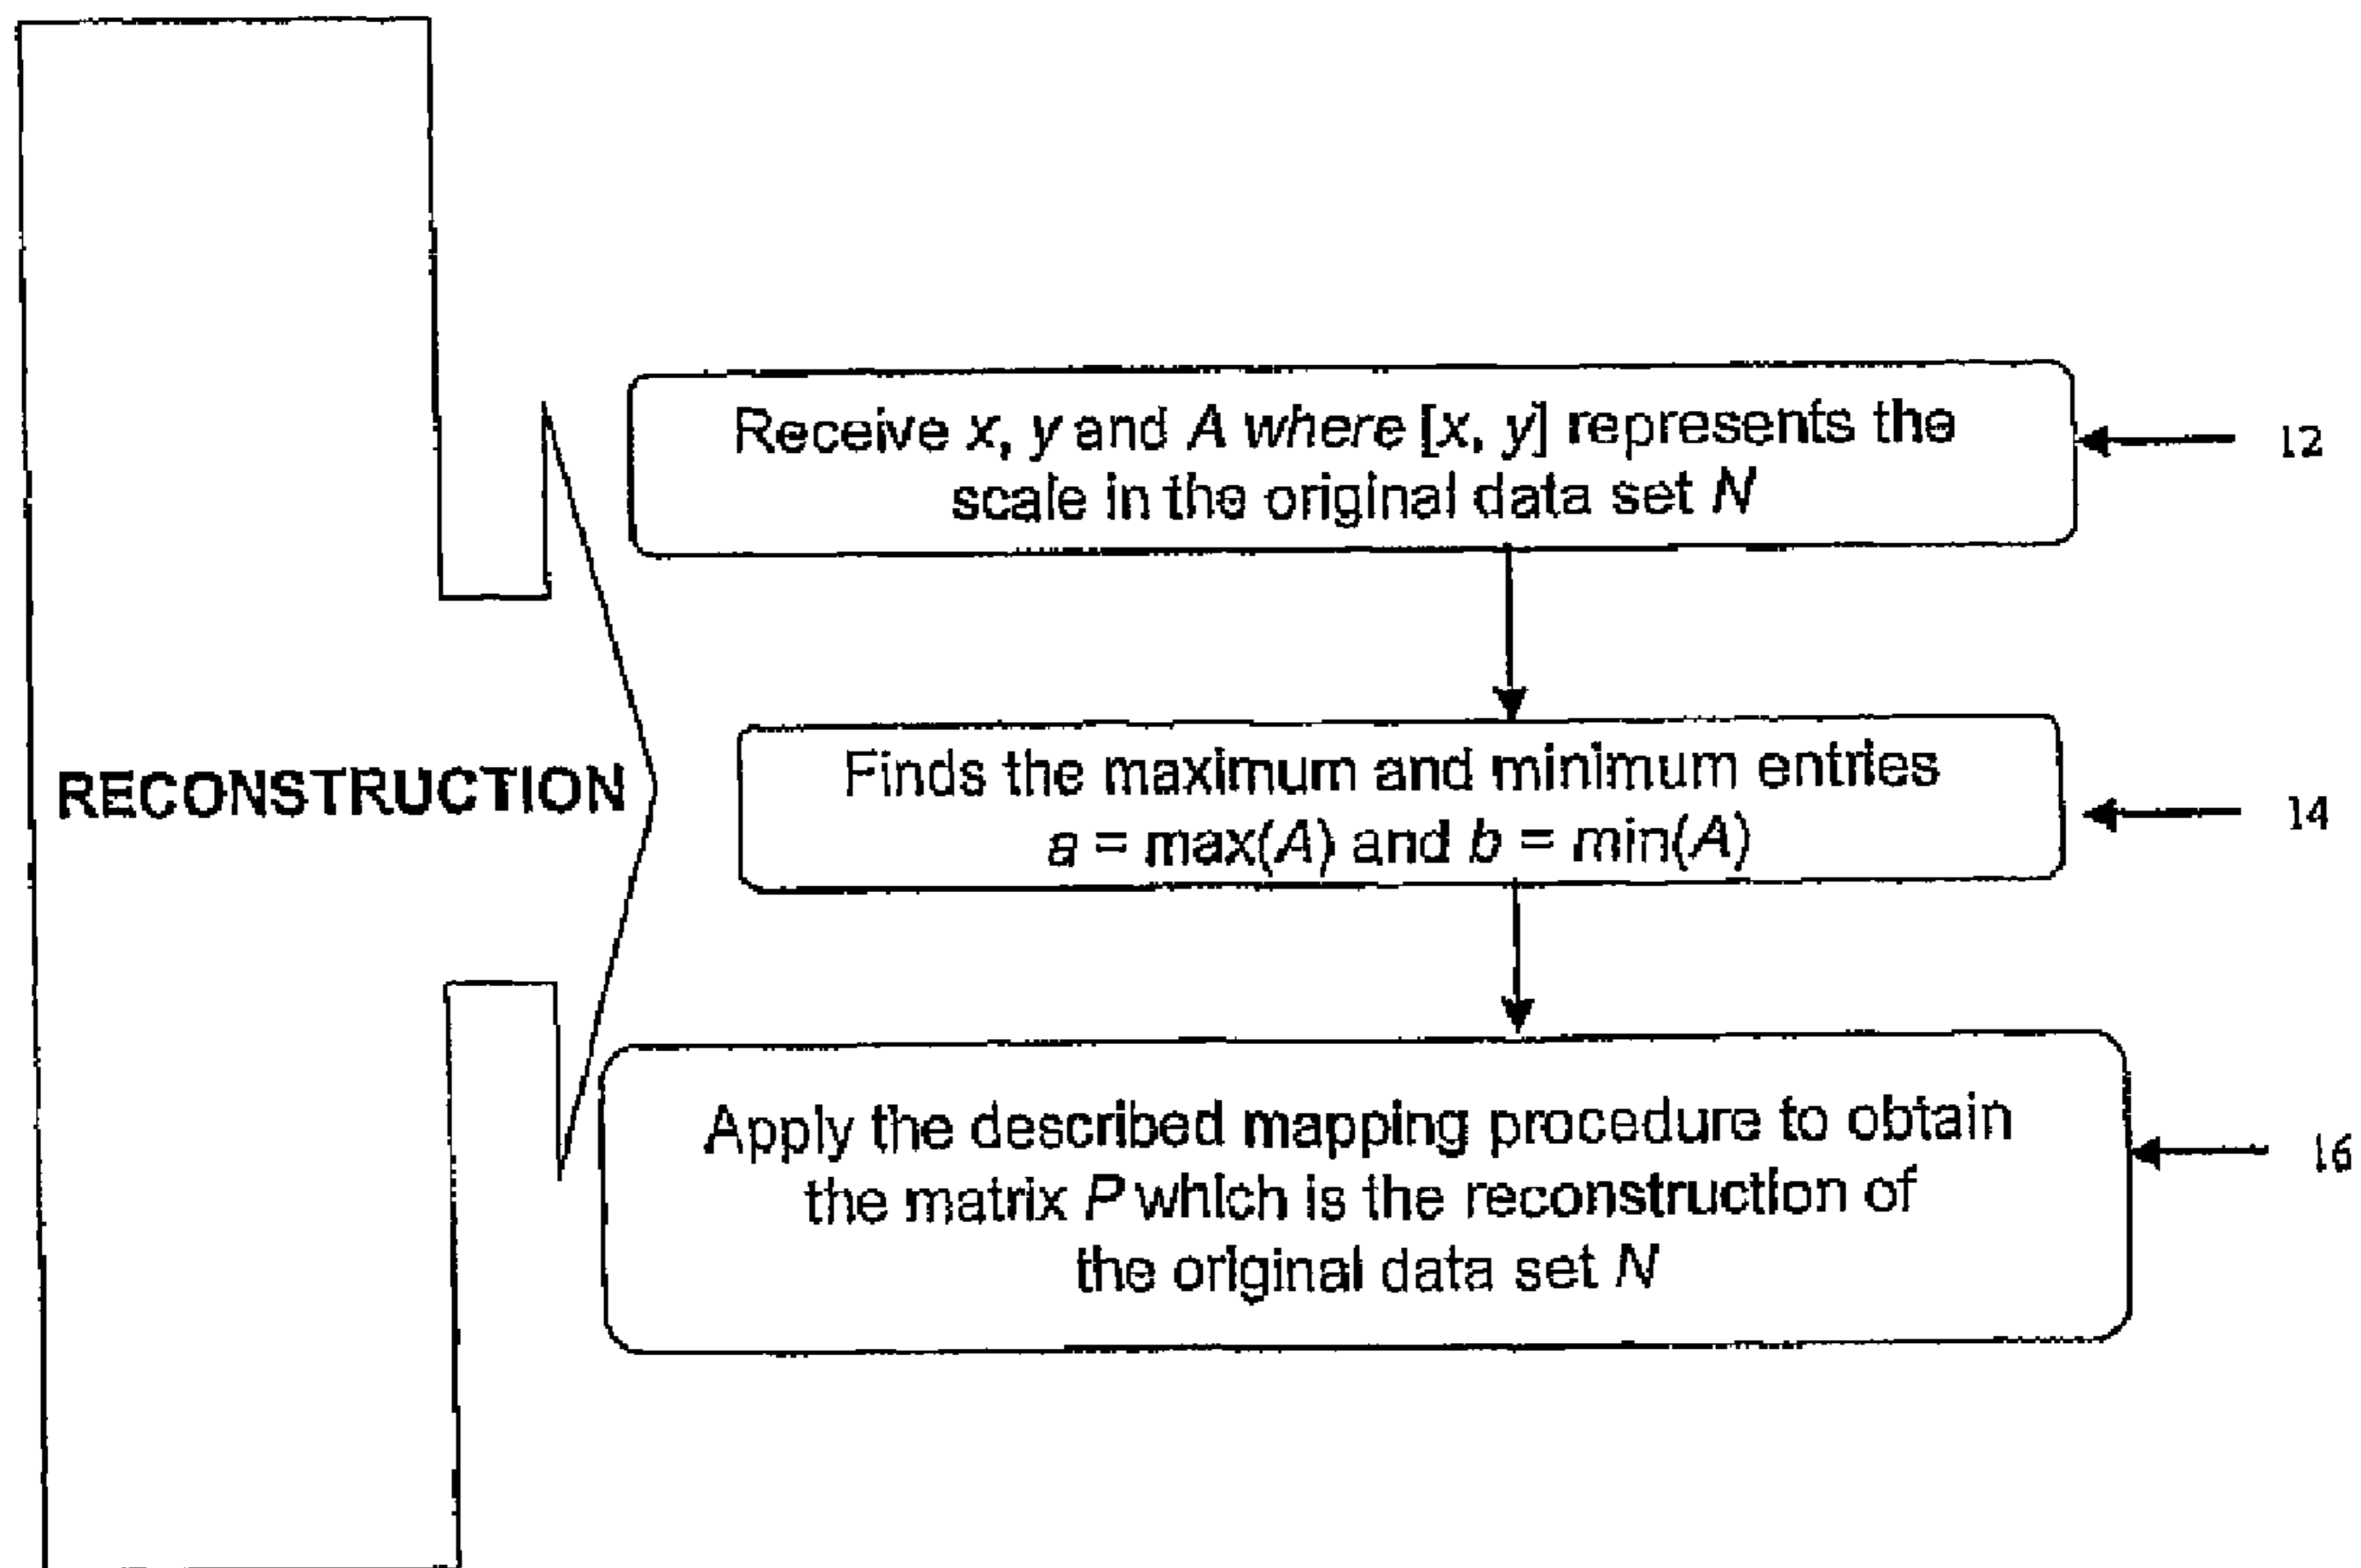 Receive x, y and A where [x, y] represents the
scale in the original data set N
12
RECONSTRUCTION
Finds the maximum and minimum entries
a = max(A) and b = min(A)
14
Apply the described mapping procedure to obtain
the matrix P which is the reconstruction of
the original data set N
16